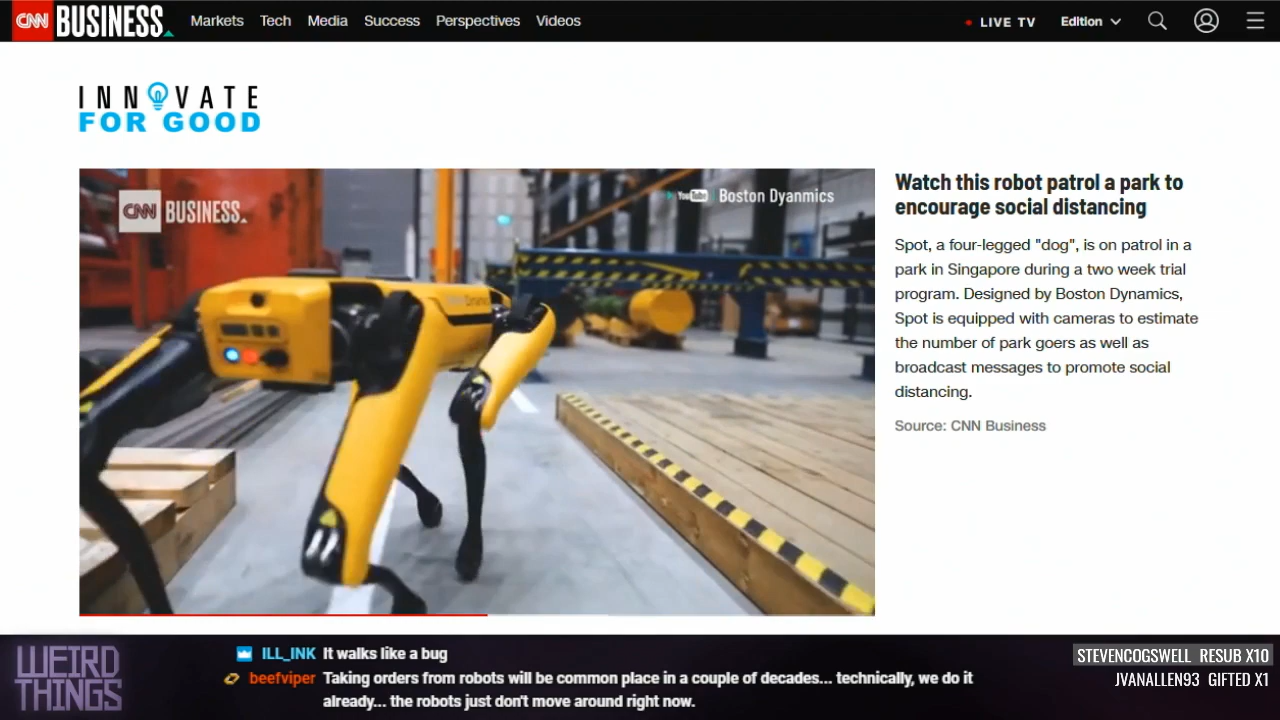 CNN BUSINESS Markets Tech Media Success Perspectives Videos LIVE TV Edition
INNOVATE
FOR GOOD
CNN BUSINESS
YouTube Boston Dyanmics
Watch this robot patrol a park to
encourage social distancing
Spot, a four-legged "dog", is on patrol in a
park in Singapore during a two week trial
program. Designed by Boston Dynamics,
Spot is equipped with cameras to estimate
the number of park goers as well as
broadcast messages to promote social
distancing.
Source: CNN Business
WEIRD
THINGS
ILL_INK It walks like a bug
beefviper Taking orders from robots will be common place in a couple of decades... technically, we do it
already... the robots just don't move around right now.
STEVENCOGSWELL RESUB X10
JVANALLEN93 GIFTED X1